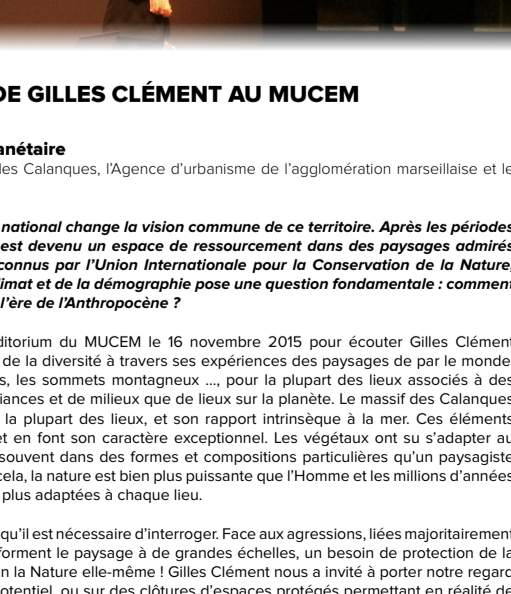 DE GILLES CLÉMENT AU MUCEM
anétaire
des Calanques, l'Agence d'urbanisme de l'agglomération marseillaise et le
national change la vision commune de ce territoire. Après les périodes
est devenu un espace de ressourcement dans des paysages admirés
connus par l'Union Internationale pour la Conservation de la Nature,
limat et de la démographie pose une question fondamentale : comment
l'ère de l'Anthropocène ?
ditorium du MUCEM le 16 novembre 2015 pour écouter Gilles Clément
de la diversité à travers ses expériences des paysages de par le monde.
s, les sommets montagneux ..., pour la plupart des lieux associés à des
iances et de milieux que de lieux sur la planète. Le massif des Calanques
la plupart des lieux, et son rapport intrinsèque à la mer. Ces éléments
et en font son caractère exceptionnel. Les végétaux ont su s'adapter au
souvent dans des formes et compositions particulières qu'un paysagiste
cela, la nature est bien plus puissante que l'Homme et les millions d'années
plus adaptées à chaque lieu.
qu'il est nécessaire d'interroger. Face aux agressions, liées majoritairement
forment le paysage à de grandes échelles, un besoin de protection de la
n la Nature elle-même ! Gilles Clément nous a invité à porter notre regard
otentiel, ou sur des clôtures d'espaces protégés permettant en réalité de